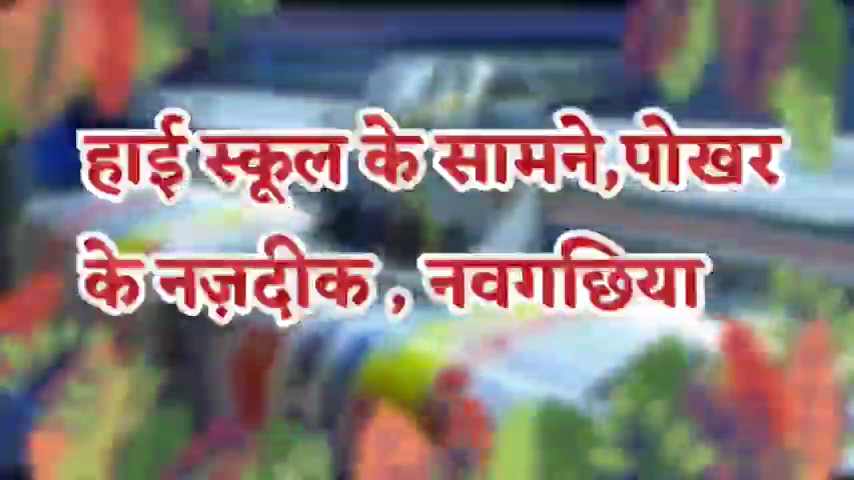 हाई स्कूल के सामने,पोखर
के नज़दीक , नवगछिया